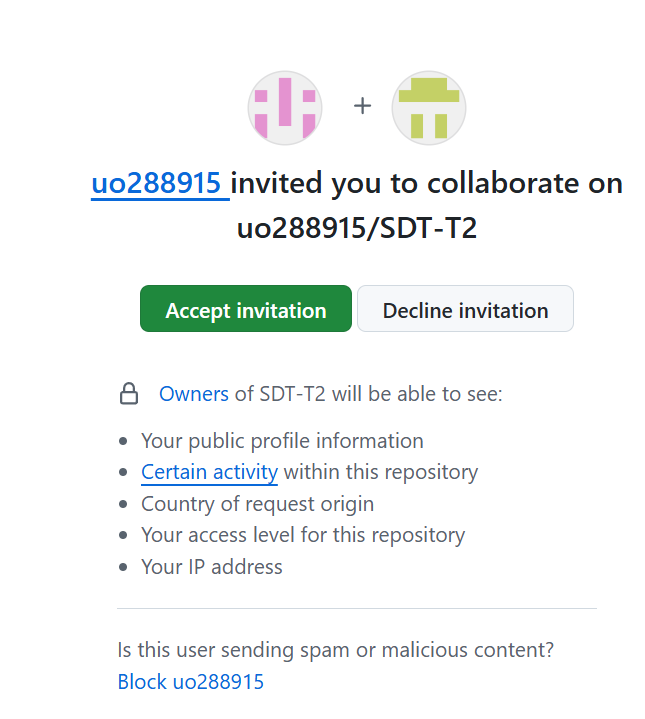 +
uo288915 invited you to collaborate on
uo288915/SDT-T2
Accept invitation
Decline invitation
Owners of SDT-T2 will be able to see:
• Your public profile information
• Certain activity within this repository
• Country of request origin
• Your access level for this repository
• Your IP address
Is this user sending spam or malicious content?
Block uo288915